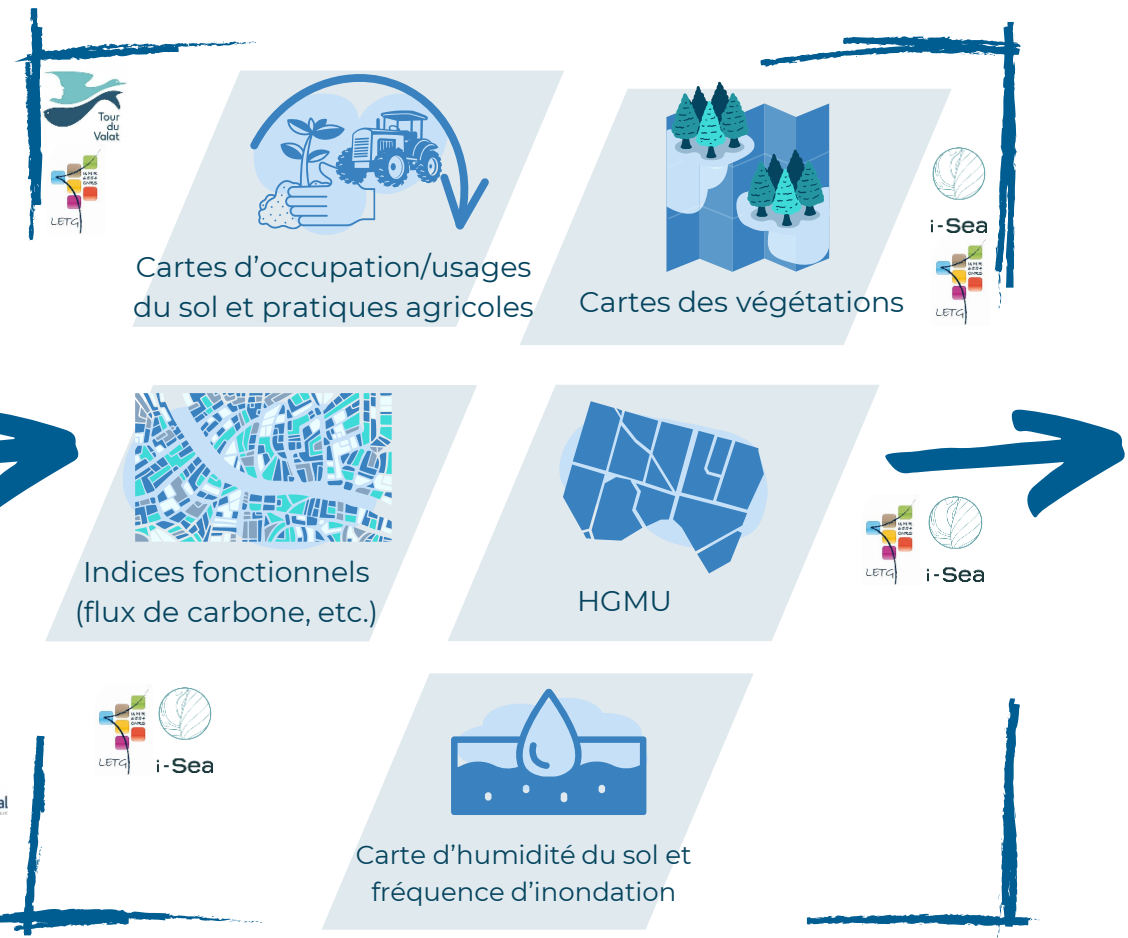 Tour
du
Valat
LETG
Cartes d’occupation/usages
du sol et pratiques agricoles
Cartes des végétations
i-Sea
LETG
Indices fonctionnels
(flux de carbone, etc.)
HGMU
LETG
i-Sea
LETG
i-Sea
Carte d’humidité du sol et
fréquence d’inondation